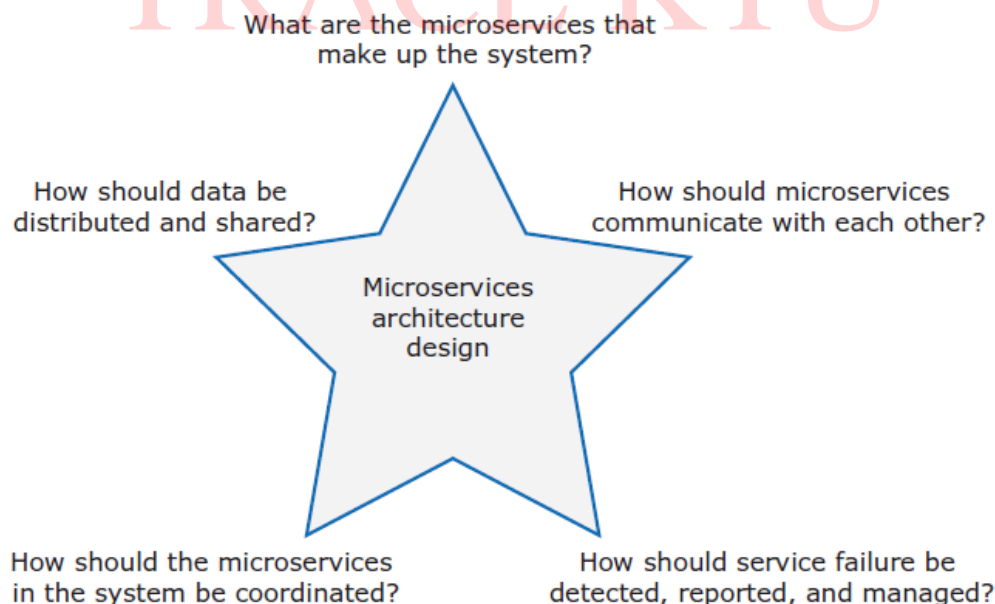 TRACE KTU
What are the microservices that
make up the system?
How should data be
distributed and shared?
How should microservices
communicate with each other?
Microservices
architecture
design
How should the microservices
in the system be coordinated?
How should service failure be
detected, reported, and managed?